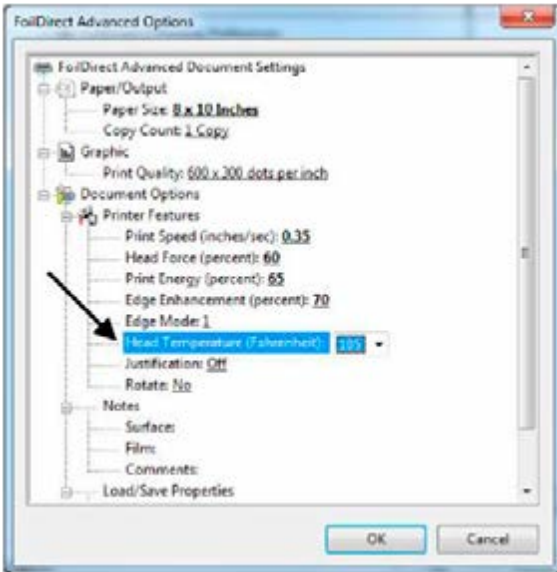 FoilDirect Advanced Options
FoilDirect Advanced Document Settings
Paper/Output
Paper Size: 8 x 10 Inches
Copy Count: 1 Copy
Graphic
Print Quality: 600 x 300 dots per inch
Document Options
Printer Features
Print Speed (inches/sec): 0.35
Head Force (percent): 60
Print Energy (percent): 65
Edge Enhancement (percent): 70
Edge Mode: 1
Head Temperature (Fahrenheit): 105
Justification: Off
Rotate: No
Notes
Surface:
Film:
Comments:
Load/Save Properties
OK Cancel